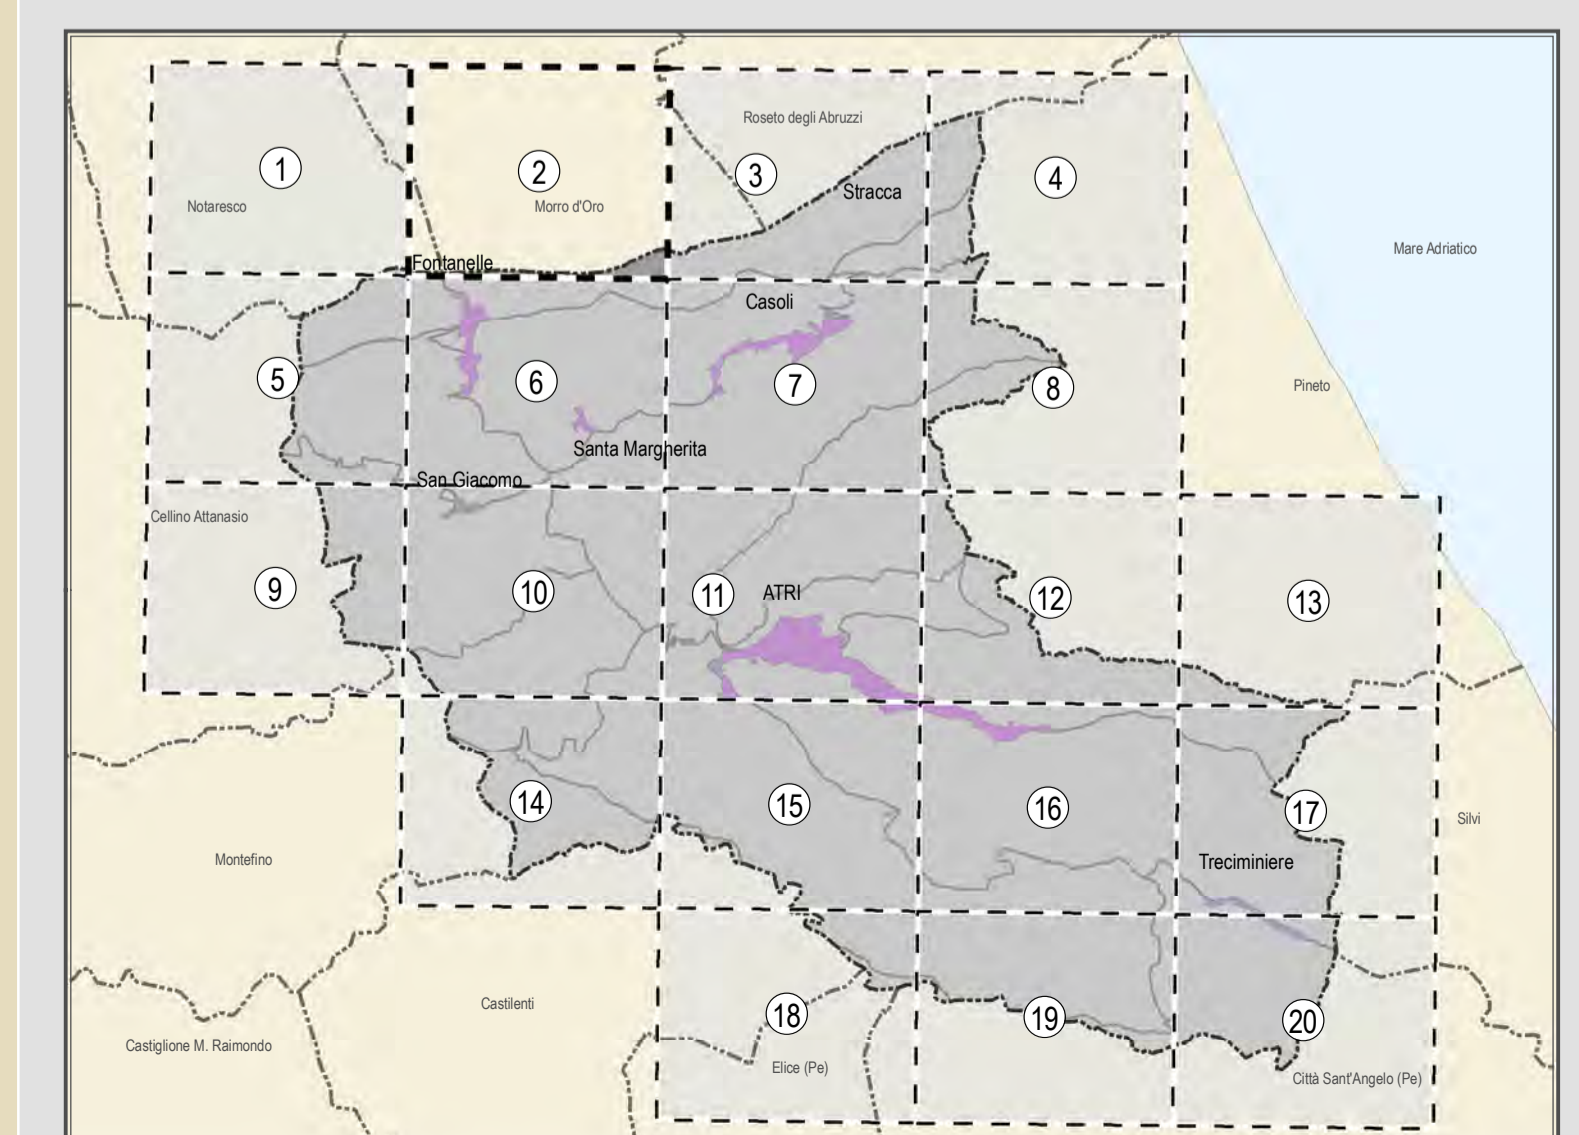 Roseto degli Abruzzi
1
2
3
4
Stracca
Notaresco
Morro d'Oro
Mare Adriatico
Fontanelle
Casoli
5
6
7
8
Pineto
Santa Margherita
San Giacomo
Cellino Attanasio
9
10
11
ATRI
12
13
14
15
16
17
Silvi
Montefino
Treciminiere
Castilenti
18
19
20
Castiglione M. Raimondo
Elice (Pe)
Città Sant'Angelo (Pe)